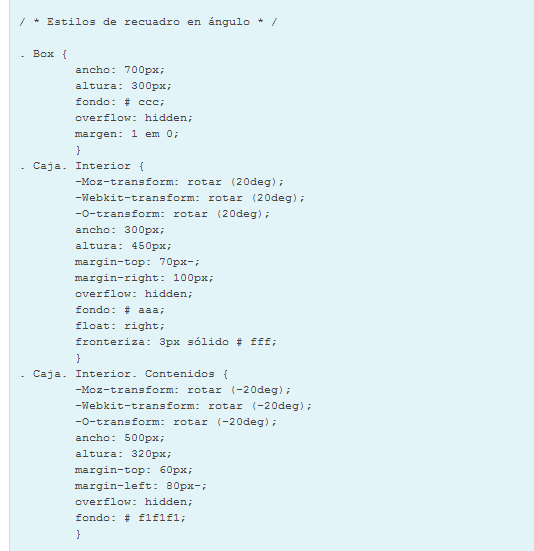 / * Estilos de recuadro en ángulo * /
. Box {
ancho: 700px;
altura: 300px;
fondo: # ccc;
overflow: hidden;
margen: 1 em 0;
}
. Caja. Interior {
-Moz-transform: rotar (20deg);
-Webkit-transform: rotar (20deg);
-O-transform: rotar (20deg);
ancho: 300px;
altura: 450px;
margin-top: 70px-;
margin-right: 100px;
overflow: hidden;
fondo: # aaa;
float: right;
fronteriza: 3px sólido # fff;
}
. Caja. Interior. Contenidos {
-Moz-transform: rotar (-20deg);
-Webkit-transform: rotar (-20deg);
-O-transform: rotar (-20deg);
ancho: 500px;
altura: 320px;
margin-top: 60px;
margin-left: 80px-;
overflow: hidden;
fondo: # f1f1f1;
}